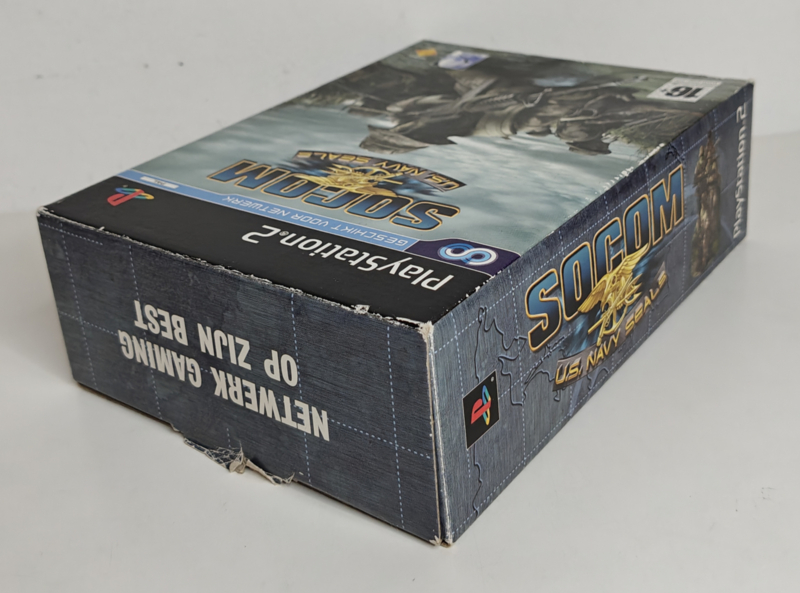 PlayStation®2
GESCHIKT VOOR NETWERK
SOCOM
U.S. NAVY SEALS
16+
NETWERK GAMING
OP ZIJN BEST
SOCOM
U.S. NAVY SEALS
PlayStation®2